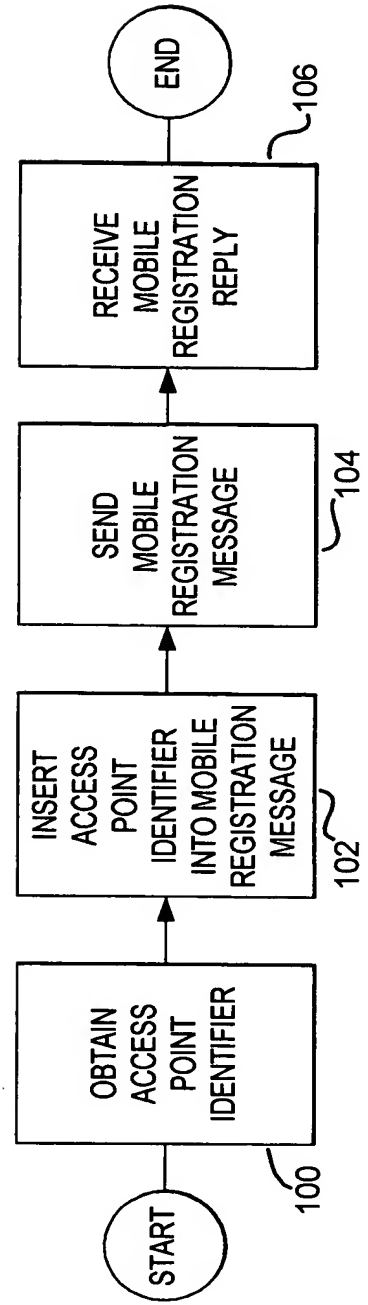 START
OBTAIN
ACCESS
POINT
IDENTIFIER
100
INSERT
ACCESS
POINT
IDENTIFIER
INTO MOBILE
REGISTRATION
MESSAGE
102
SEND
MOBILE
REGISTRATION
MESSAGE
104
RECEIVE
MOBILE
REGISTRATION
REPLY
106
END